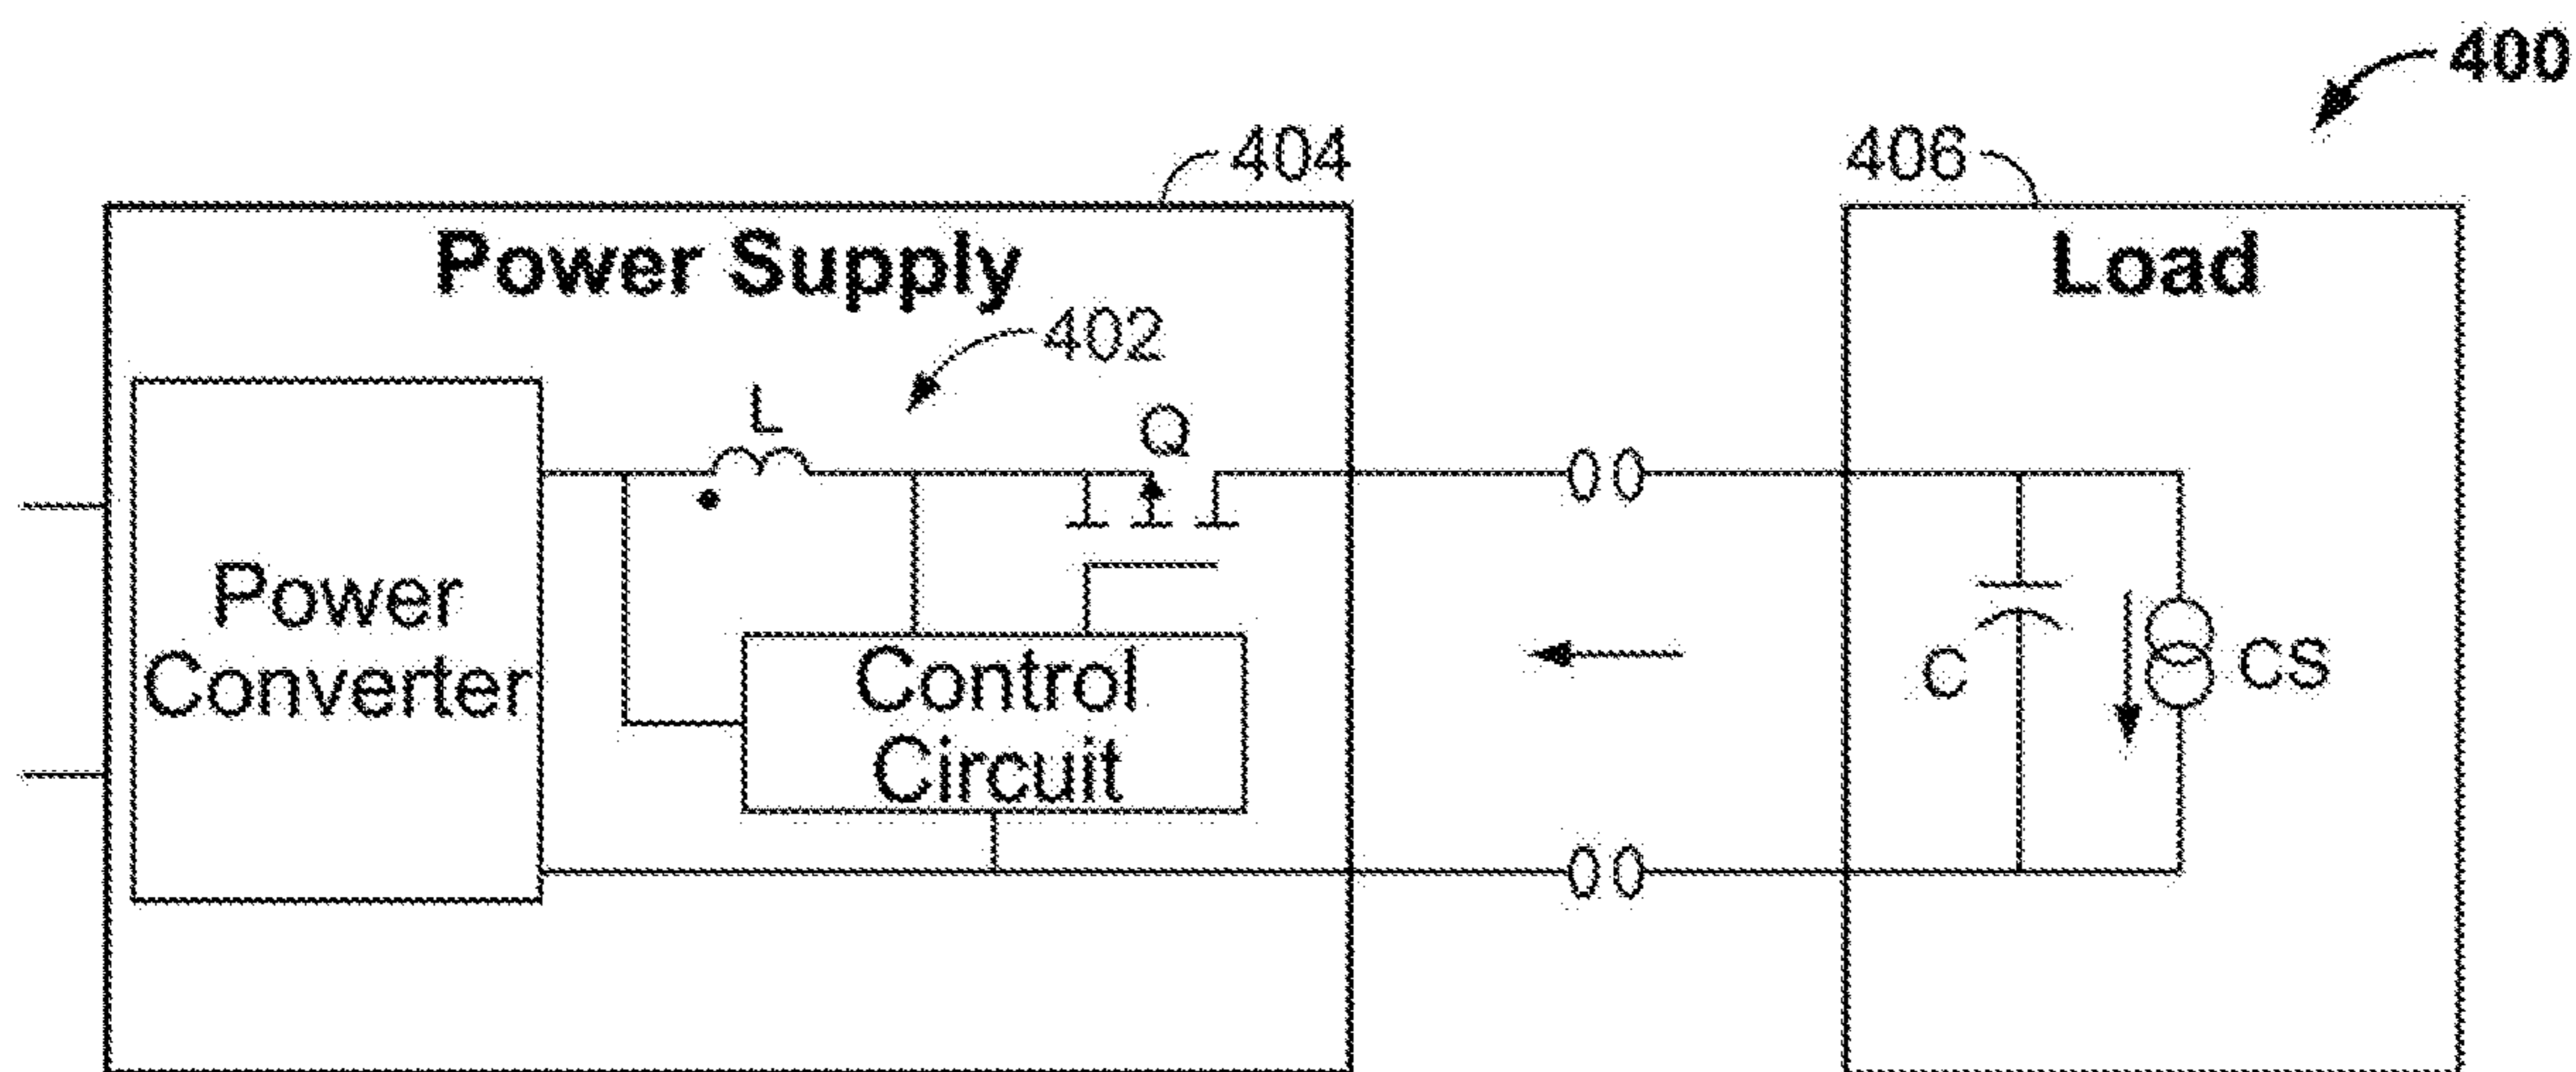 400
404
406
Power Supply
Load
402
L
Q
Power
Converter
Control
Circuit
C
CS